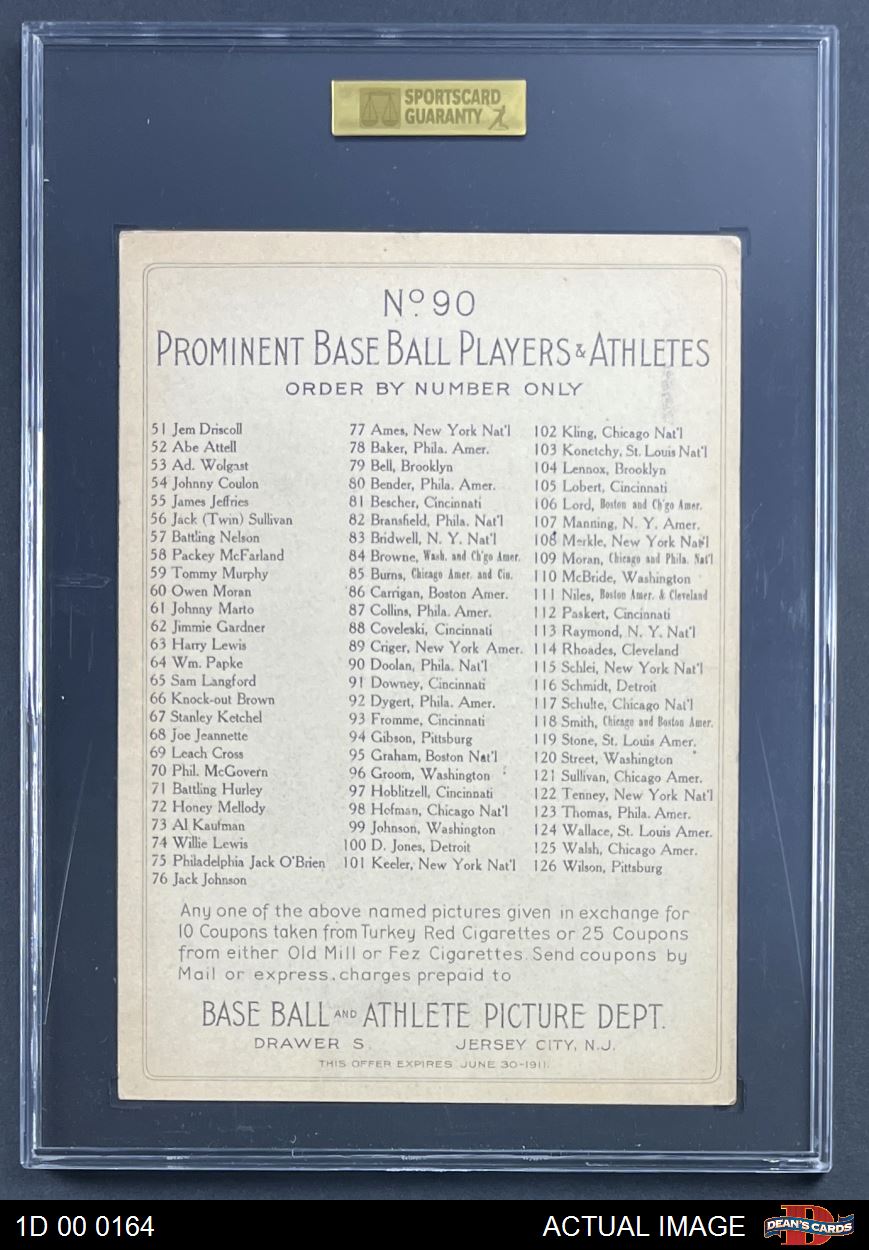 SPORTSCARD
GUARANTY
Nº 90
PROMINENT BASE BALL PLAYERS & ATHLETES
ORDER BY NUMBER ONLY
51 Jem Driscoll
52 Abe Attell
53 Ad. Wolgast
54 Johnny Coulon
55 James Jeffries
56 Jack (Twin) Sullivan
57 Battling Nelson
58 Packey McFarland
59 Tommy Murphy
60 Owen Moran
61 Johnny Marto
62 Jimmie Gardner
63 Harry Lewis
64 Wm. Papke
65 Sam Langford
66 Knock-out Brown
67 Stanley Ketchel
68 Joe Jeannette
69 Leach Cross
70 Phil. McGovern
71 Battling Hurley
72 Honey Mellody
73 Al Kaufman
74 Willie Lewis
75 Philadelphia Jack O'Brien
76 Jack Johnson
77 Ames, New York Nat'l
78 Baker, Phila. Amer.
79 Bell, Brooklyn
80 Bender, Phila. Amer.
81 Bescher, Cincinnati
82 Bransfield, Phila. Nat'l
83 Bridwell, N. Y. Nat'l
84 Browne, Wash. and Ch'go Amer.
85 Burns, Chicago Amer. and Cin.
86 Carrigan, Boston Amer.
87 Collins, Phila. Amer.
88 Coveleski, Cincinnati
89 Criger, New York Amer.
90 Doolan, Phila. Nat'l
91 Downey, Cincinnati
92 Dygert, Phila. Amer.
93 Fromme, Cincinnati
94 Gibson, Pittsburg
95 Graham, Boston Nat'l
96 Groom, Washington
97 Hoblitzell, Cincinnati
98 Hofman, Chicago Nat'l
99 Johnson, Washington
100 D. Jones, Detroit
101 Keeler, New York Nat'l
102 Kling, Chicago Nat'l
103 Konetchy, St. Louis Nat'l
104 Lennox, Brooklyn
105 Lobert, Cincinnati
106 Lord, Boston and Ch'go Amer.
107 Manning, N. Y. Amer.
108 Merkle, New York Nat'l
109 Moran, Chicago and Phila. Nat'l
110 McBride, Washington
111 Niles, Boston Amer. & Cleveland
112 Paskert, Cincinnati
113 Raymond, N. Y. Nat'l
114 Rhoades, Cleveland
115 Schlei, New York Nat'l
116 Schmidt, Detroit
117 Schulte, Chicago Nat'l
118 Smith, Chicago and Boston Amer.
119 Stone, St. Louis Amer.
120 Street, Washington
121 Sullivan, Chicago Amer.
122 Tenney, New York Nat'l
123 Thomas, Phila. Amer.
124 Wallace, St. Louis Amer.
125 Walsh, Chicago Amer.
126 Wilson, Pittsburg
Any one of the above named pictures given in exchange for
10 Coupons taken from Turkey Red Cigarettes or 25 Coupons
from either Old Mill or Fez Cigarettes. Send coupons by
Mail or express, charges prepaid to
BASE BALL AND ATHLETE PICTURE DEPT.
DRAWER S. JERSEY CITY, N.J.
THIS OFFER EXPIRES JUNE 30-1911.
1D 00 0164
ACTUAL IMAGE
DEAN'S CARDS